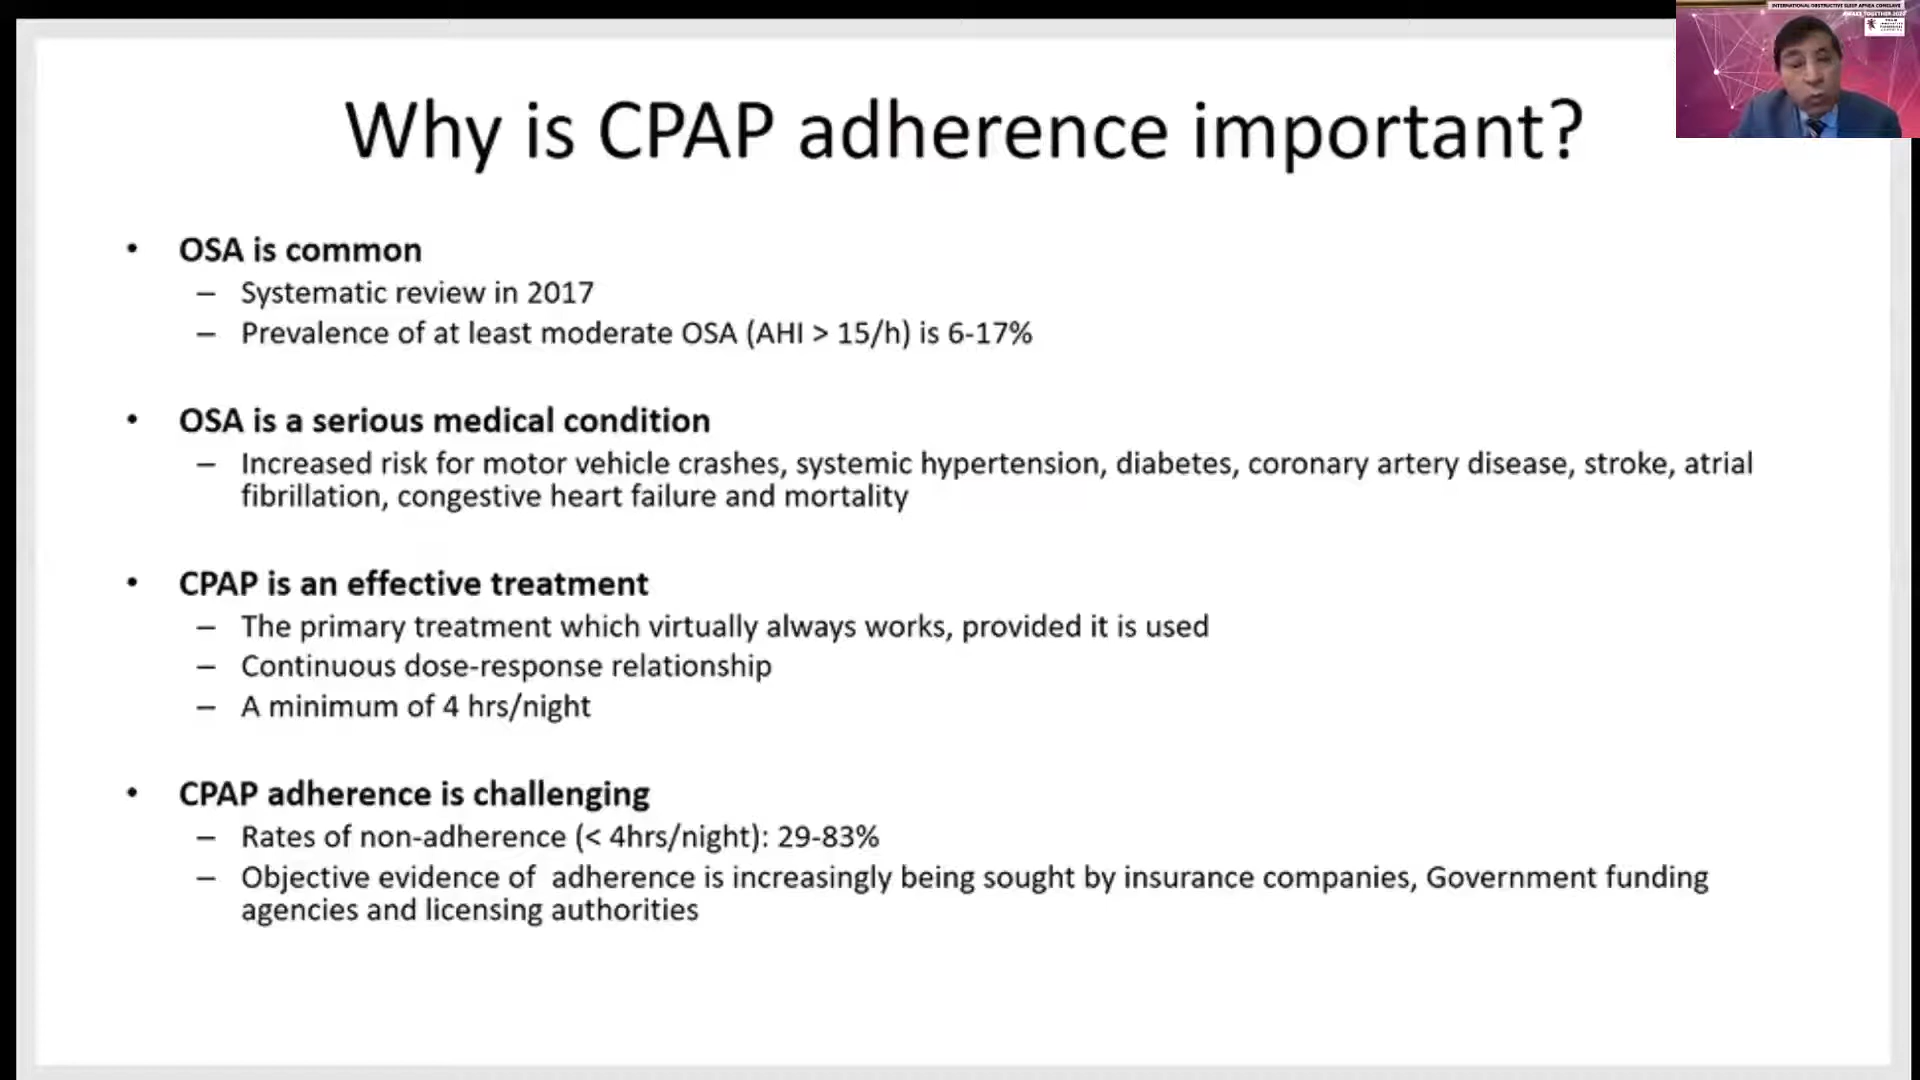 INTERNATIONAL OBSTRUCTIVE SLEEP APNEA CONCLAVE
Why is CPAP adherence important?
• OSA is common
– Systematic review in 2017
– Prevalence of at least moderate OSA (AHI > 15/h) is 6-17%
• OSA is a serious medical condition
– Increased risk for motor vehicle crashes, systemic hypertension, diabetes, coronary artery disease, stroke, atrial
fibrillation, congestive heart failure and mortality
• CPAP is an effective treatment
– The primary treatment which virtually always works, provided it is used
– Continuous dose-response relationship
– A minimum of 4 hrs/night
• CPAP adherence is challenging
– Rates of non-adherence (< 4hrs/night): 29-83%
– Objective evidence of  adherence is increasingly being sought by insurance companies, Government funding
agencies and licensing authorities